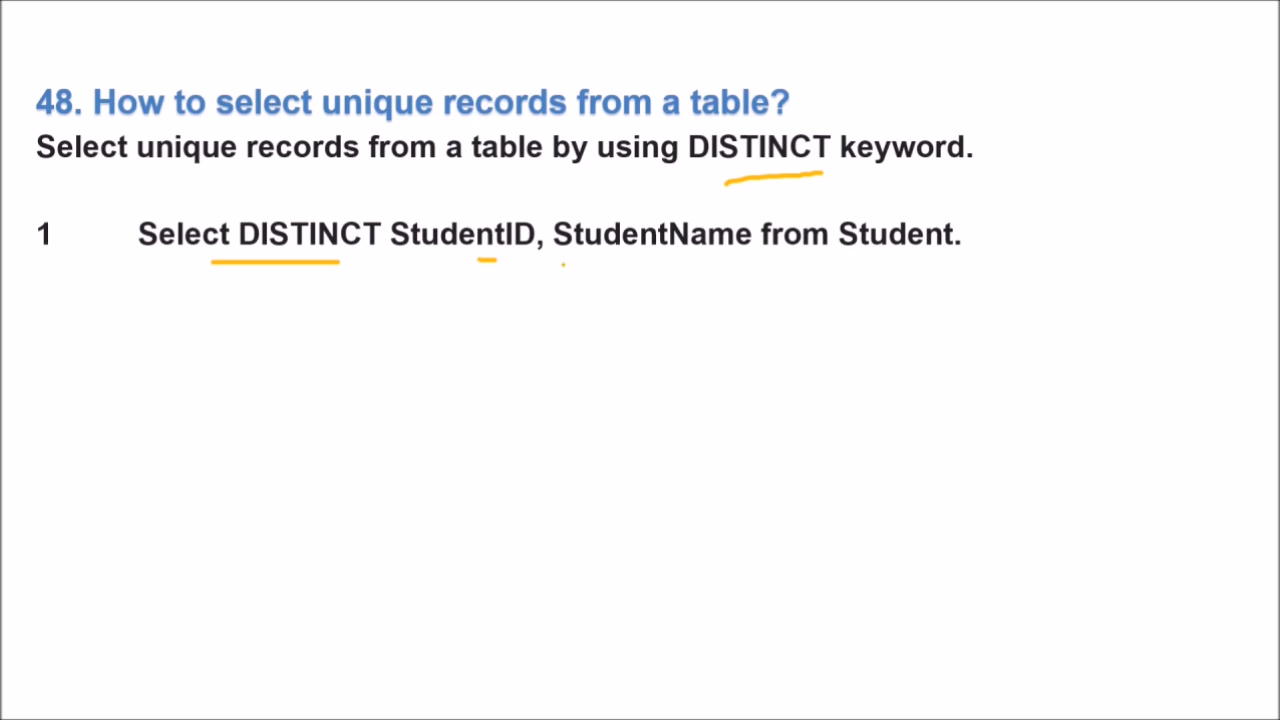 48. How to select unique records from a table?
Select unique records from a table by using DISTINCT keyword.
1 Select DISTINCT StudentID, StudentName from Student.